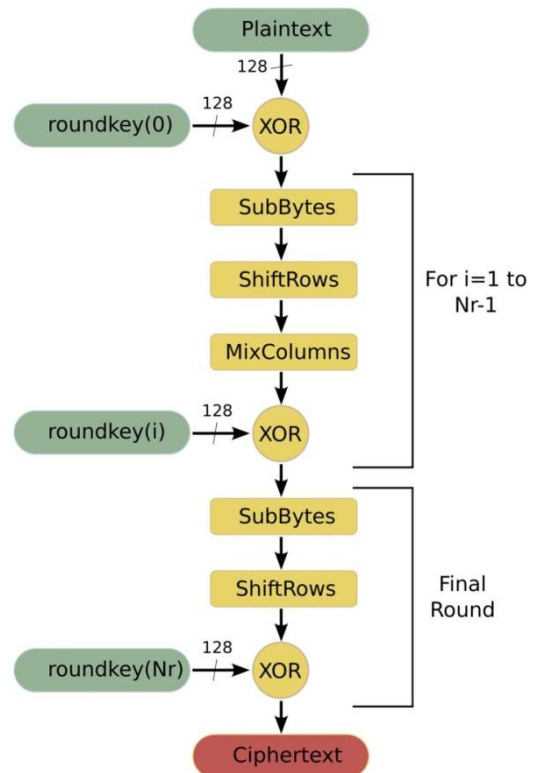 Plaintext
128
128
roundkey(0)
XOR
SubBytes
ShiftRows
For i=1 to
Nr-1
MixColumns
128
roundkey(i)
XOR
SubBytes
ShiftRows
Final
Round
128
roundkey(Nr)
XOR
Ciphertext